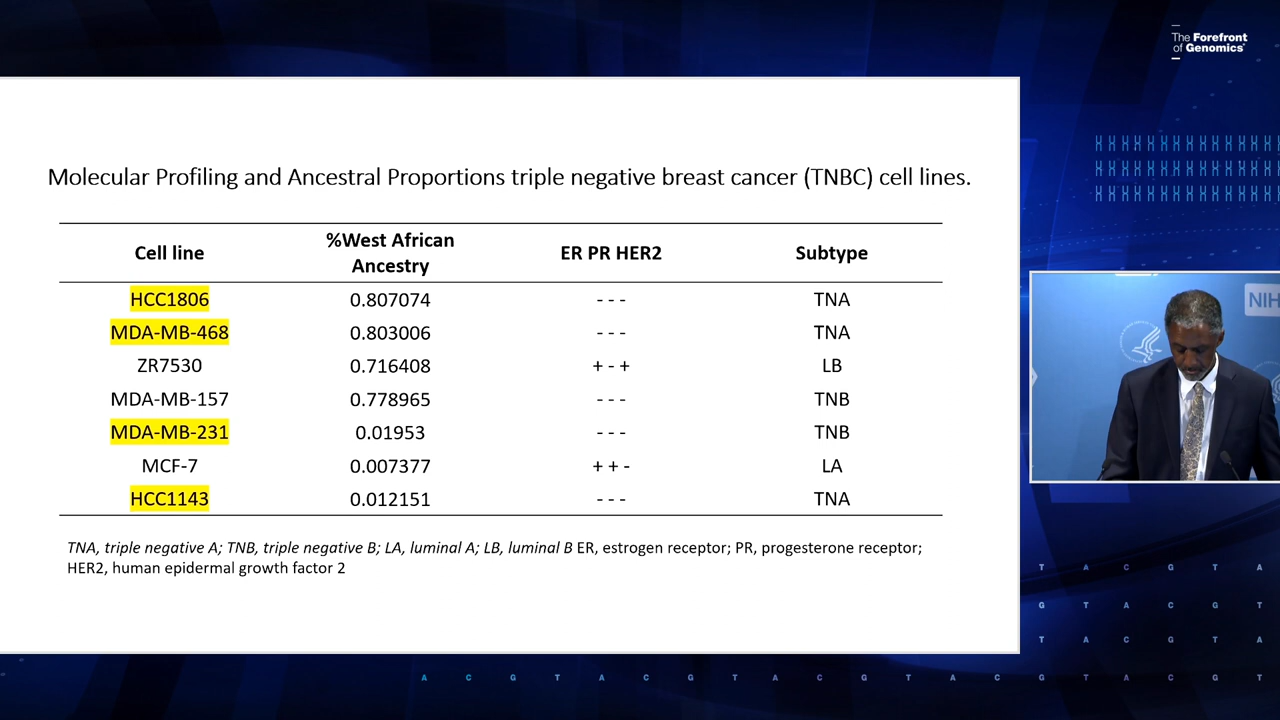 The Forefront
of Genomics®
Molecular Profiling and Ancestral Proportions triple negative breast cancer (TNBC) cell lines.
Cell line %West African Ancestry ER PR HER2 Subtype
HCC1806 0.807074 - - - TNA
MDA-MB-468 0.803006 - - - TNA
ZR7530 0.716408 + - + LB
MDA-MB-157 0.778965 - - - TNB
MDA-MB-231 0.01953 - - - TNB
MCF-7 0.007377 + + - LA
HCC1143 0.012151 - - - TNA
TNA, triple negative A; TNB, triple negative B; LA, luminal A; LB, luminal B ER, estrogen receptor; PR, progesterone receptor;
HER2, human epidermal growth factor 2
NIH
T A C G T A
G T A C G T
T A C G T A
A C G T A C G T A C G T A C G T A C G T